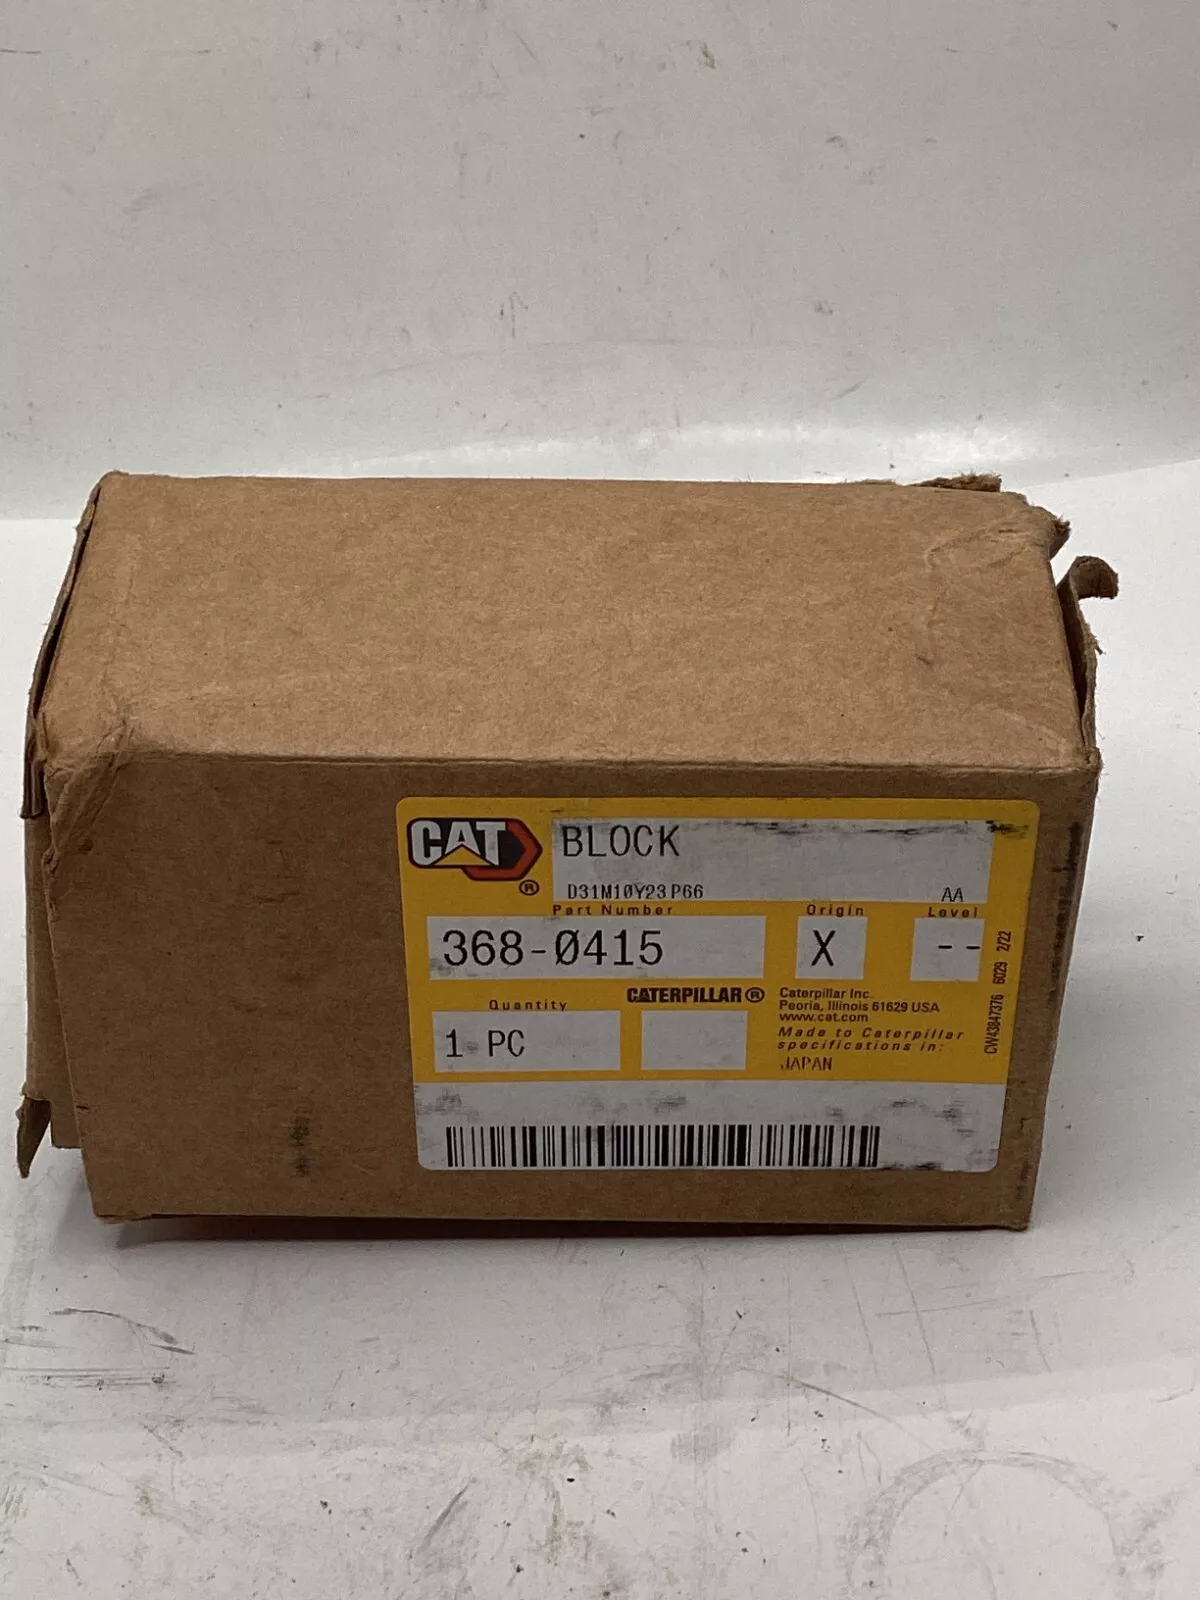 CAT
®
BLOCK
D31M10Y23 P66 AA
Part Number Origin Level
368-0415 X --
Quantity
CATERPILLAR®
1 PC
Caterpillar Inc.
Peoria, Illinois 61629 USA
www.cat.com
Made to Caterpillar
specifications in:
JAPAN
CW43847376 6029 2/22